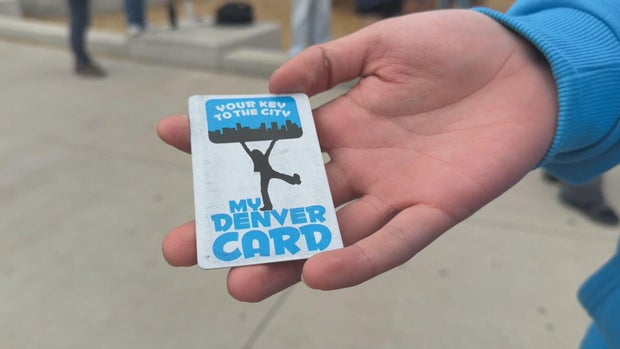 YOUR KEY
TO THE CITY
MY
DENVER
CARD